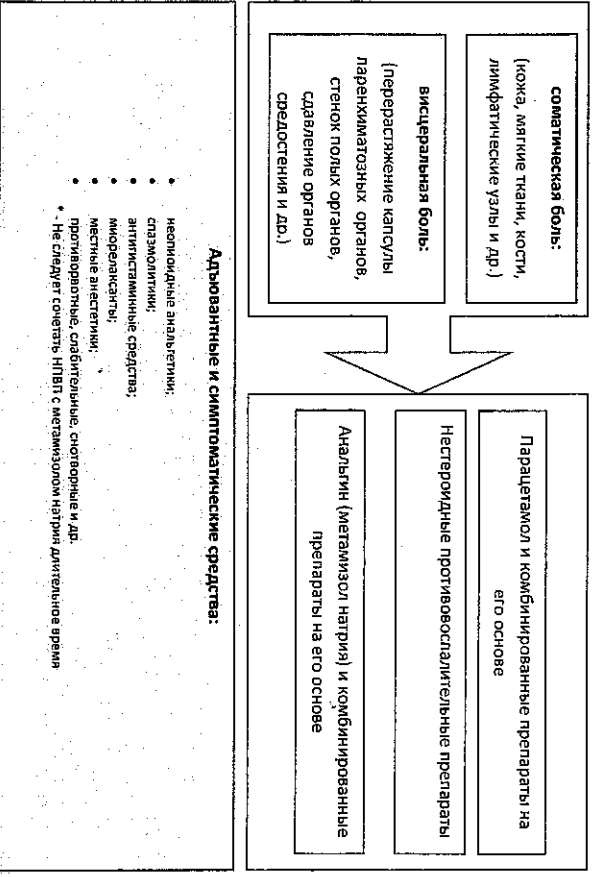 соматическая боль:
(кожа, мягкие ткани, кости,
лимфатические узлы и др.)
висцеральная боль:
(перерастяжение капсулы
паренхиматозных органов,
стенок полых органов,
сдавление органов
средостения и др.)
Парацетамол и комбинированные препараты на
его основе
Нестероидные противовоспалительные препараты
Анальгин (метамизол натрия) и комбинированные
препараты на его основе
Адъювантные и симптоматические средства:
• неопиоидные анальгетики;
• спазмолитики;
• антигистаминные средства;
• миорелаксанты;
• местные анестетики;
• противорвотные, слабительные, снотворные и др.
* - Не следует сочетать НПВП с метамизолом натрия длительное время